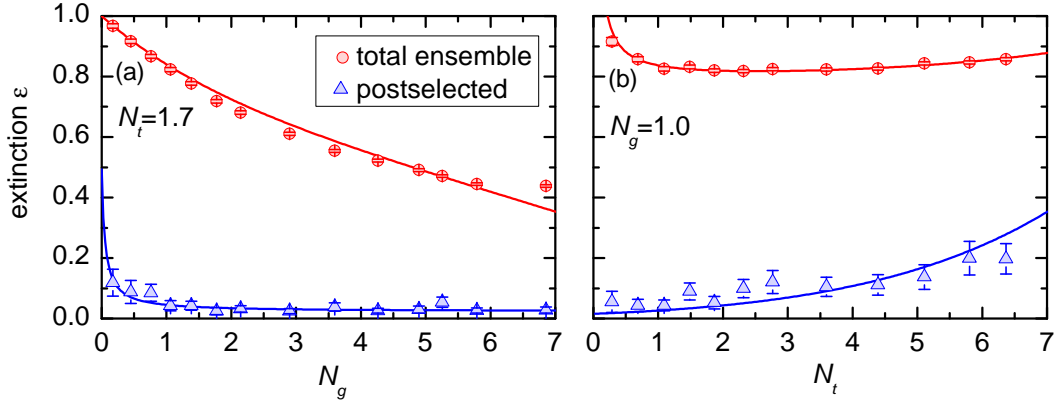 1.0
0.8
0.6
0.4
0.2
0.0
extinction ε
(a)
N_t=1.7
total ensemble
postselected
0 1 2 3 4 5 6 7
N_g
(b)
N_g=1.0
0 1 2 3 4 5 6 7
N_t